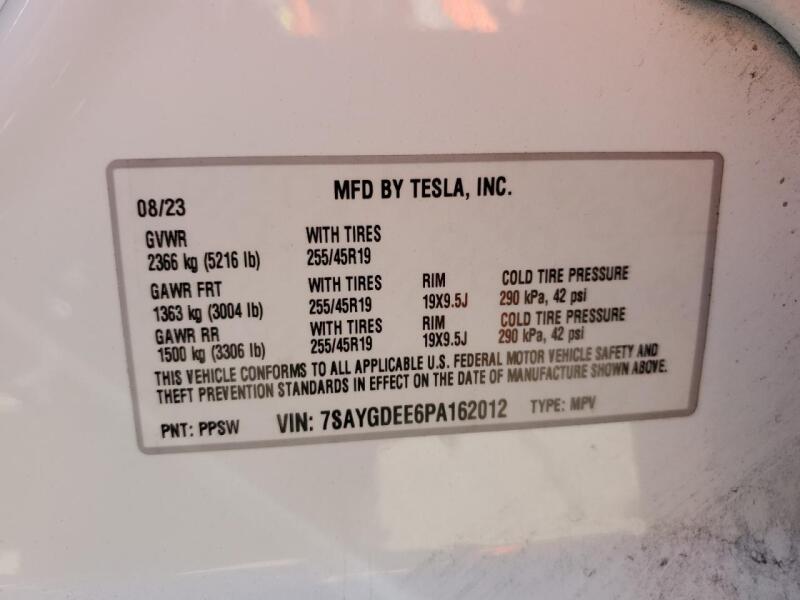 MFD BY TESLA, INC.
08/23
GVWR WITH TIRES
2366 kg (5216 lb) 255/45R19
GAWR FRT WITH TIRES RIM COLD TIRE PRESSURE
1363 kg (3004 lb) 255/45R19 19X9.5J 290 kPa, 42 psi
GAWR RR WITH TIRES RIM COLD TIRE PRESSURE
1500 kg (3306 lb) 255/45R19 19X9.5J 290 kPa, 42 psi
THIS VEHICLE CONFORMS TO ALL APPLICABLE U.S. FEDERAL MOTOR VEHICLE SAFETY AND
THEFT PREVENTION STANDARDS IN EFFECT ON THE DATE OF MANUFACTURE SHOWN ABOVE.
PNT: PPSW VIN: 7SAYGDEE6PA162012 TYPE: MPV